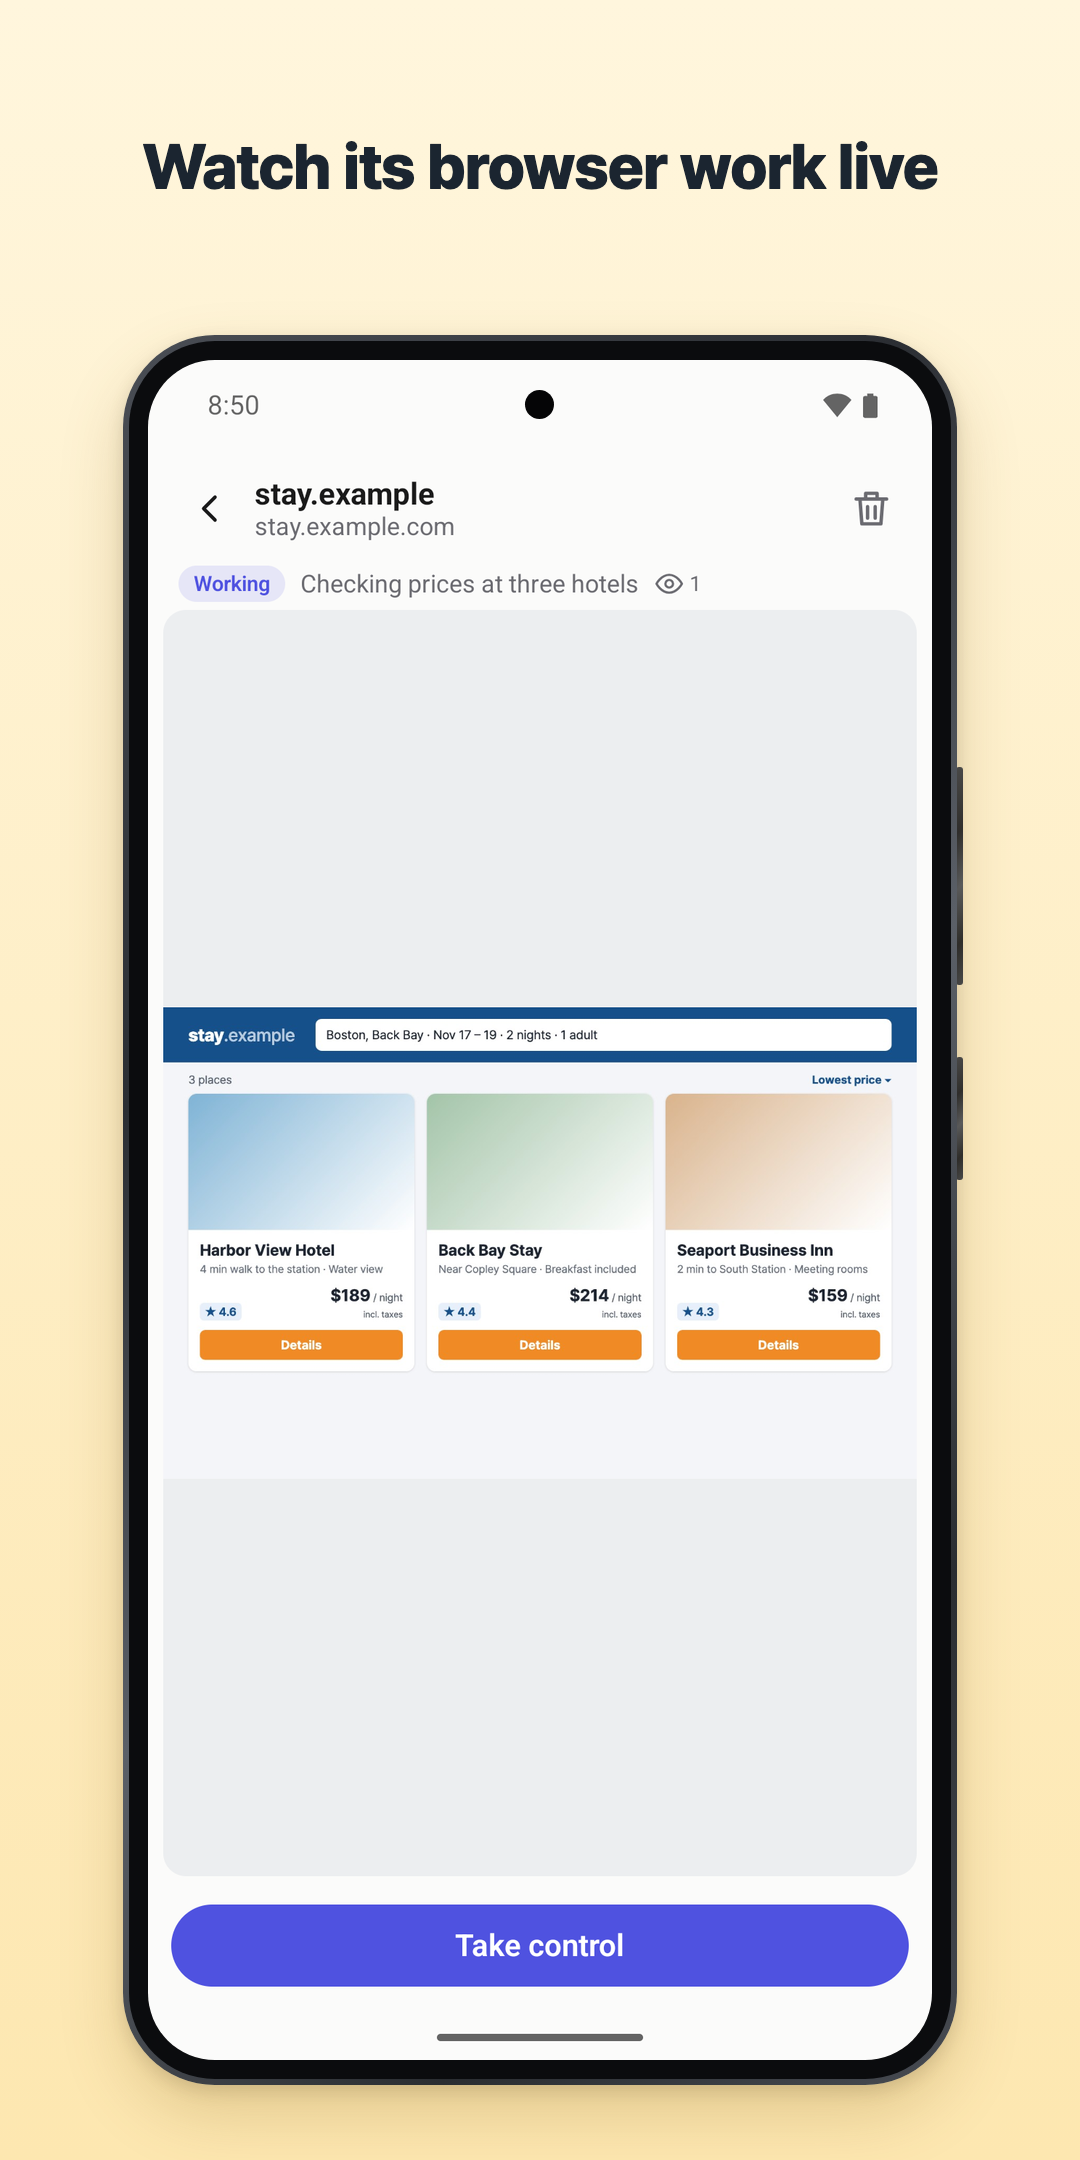 Watch its browser work live
8:50
stay.example
stay.example.com
Working Checking prices at three hotels 1
stay.example Boston, Back Bay · Nov 17 – 19 · 2 nights · 1 adult
3 places Lowest price
Harbor View Hotel
4 min walk to the station · Water view
$189 / night
★ 4.6 incl. taxes
Details
Back Bay Stay
Near Copley Square · Breakfast included
$214 / night
★ 4.4 incl. taxes
Details
Seaport Business Inn
2 min to South Station · Meeting rooms
$159 / night
★ 4.3 incl. taxes
Details
Take control